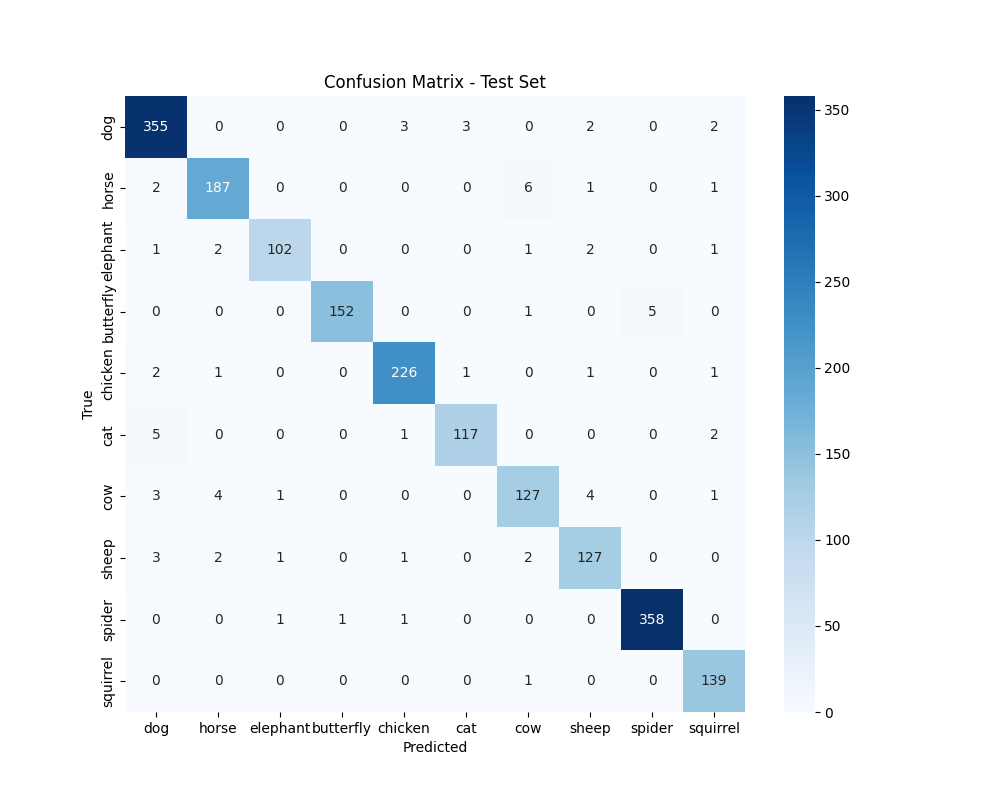 Confusion Matrix - Test Set
True
dog 355 0 0 0 3 3 0 2 0 2
horse 2 187 0 0 0 0 6 1 0 1
elephant 1 2 102 0 0 0 1 2 0 1
butterfly 0 0 0 152 0 0 1 0 5 0
chicken 2 1 0 0 226 1 0 1 0 1
cat 5 0 0 0 1 117 0 0 0 2
cow 3 4 1 0 0 0 127 4 0 1
sheep 3 2 1 0 1 0 2 127 0 0
spider 0 0 1 1 1 0 0 0 358 0
squirrel 0 0 0 0 0 0 1 0 0 139
dog horse elephant butterfly chicken cat cow sheep spider squirrel
Predicted
350
300
250
200
150
100
50
0